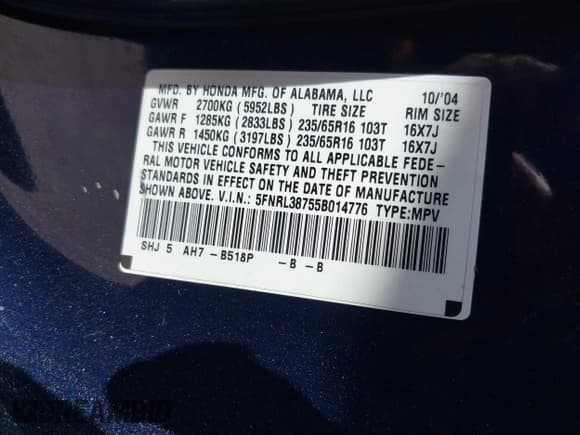 MFD. BY HONDA MFG. OF ALABAMA, LLC 10/'04
GVWR 2700KG (5952LBS) TIRE SIZE RIM SIZE
GAWR F 1285KG (2833LBS) 235/65R16 103T 16X7J
GAWR R 1450KG (3197LBS) 235/65R16 103T 16X7J
THIS VEHICLE CONFORMS TO ALL APPLICABLE FEDE-
RAL MOTOR VEHICLE SAFETY AND THEFT PREVENTION
STANDARDS IN EFFECT ON THE DATE OF MANUFACTURE
SHOWN ABOVE. V.I.N.: 5FNRL38755B014776 TYPE:MPV
SHJ 5 AH7 -B518P -B -B